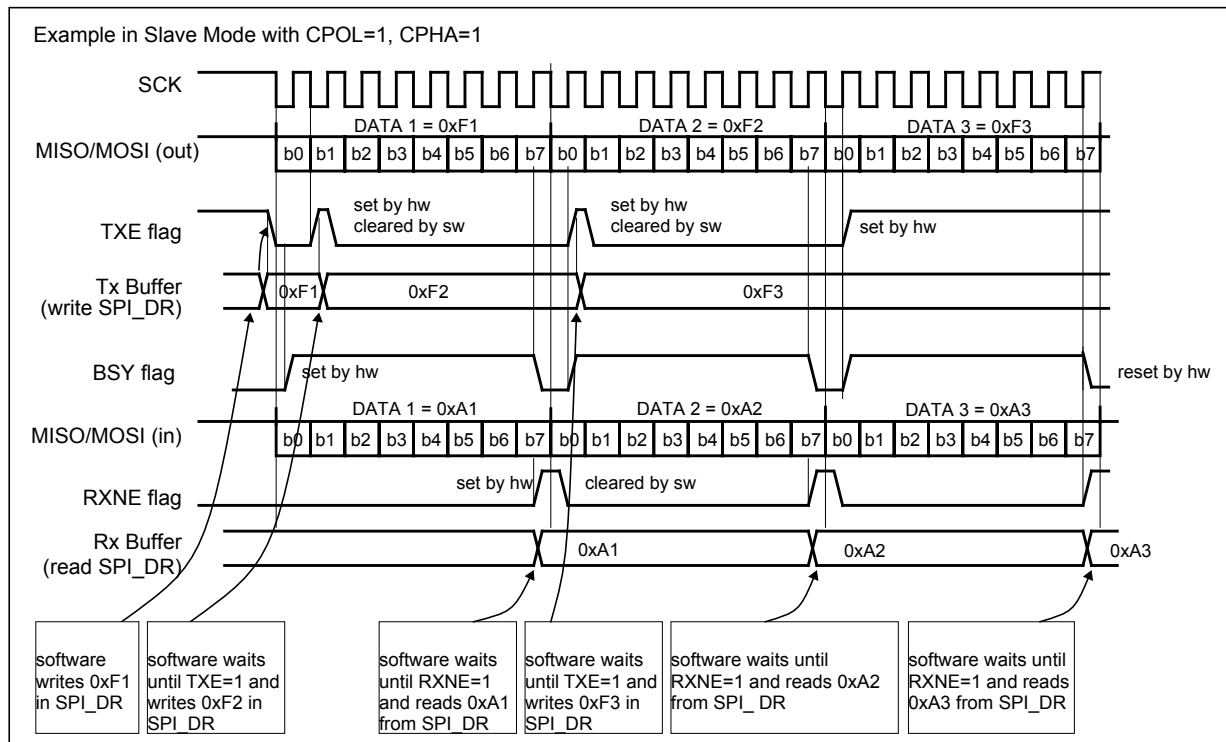 Example in Slave Mode with CPOL=1, CPHA=1
SCK
DATA 1 = 0xF1
DATA 2 = 0xF2
DATA 3 = 0xF3
MISO/MOSI (out)
b0 b1 b2 b3 b4 b5 b6 b7 b0 b1 b2 b3 b4 b5 b6 b7 b0 b1 b2 b3 b4 b5 b6 b7
set by hw
cleared by sw
set by hw
cleared by sw
TXE flag
set by hw
Tx Buffer
(write SPI_DR)
0xF1
0xF2
0xF3
BSY flag
set by hw
reset by hw
DATA 1 = 0xA1
DATA 2 = 0xA2
DATA 3 = 0xA3
MISO/MOSI (in)
b0 b1 b2 b3 b4 b5 b6 b7 b0 b1 b2 b3 b4 b5 b6 b7 b0 b1 b2 b3 b4 b5 b6 b7
RXNE flag
set by hw
cleared by sw
Rx Buffer
(read SPI_DR)
0xA1
0xA2
0xA3
software
writes 0xF1
in SPI_DR
software waits
until TXE=1 and
writes 0xF2 in
SPI_DR
software waits
until RXNE=1
and reads 0xA1
from SPI_DR
software waits
until TXE=1 and
writes 0xF3 in
SPI_DR
software waits until
RXNE=1 and reads 0xA2
from SPI_ DR
software waits until
RXNE=1 and reads
0xA3 from SPI_DR